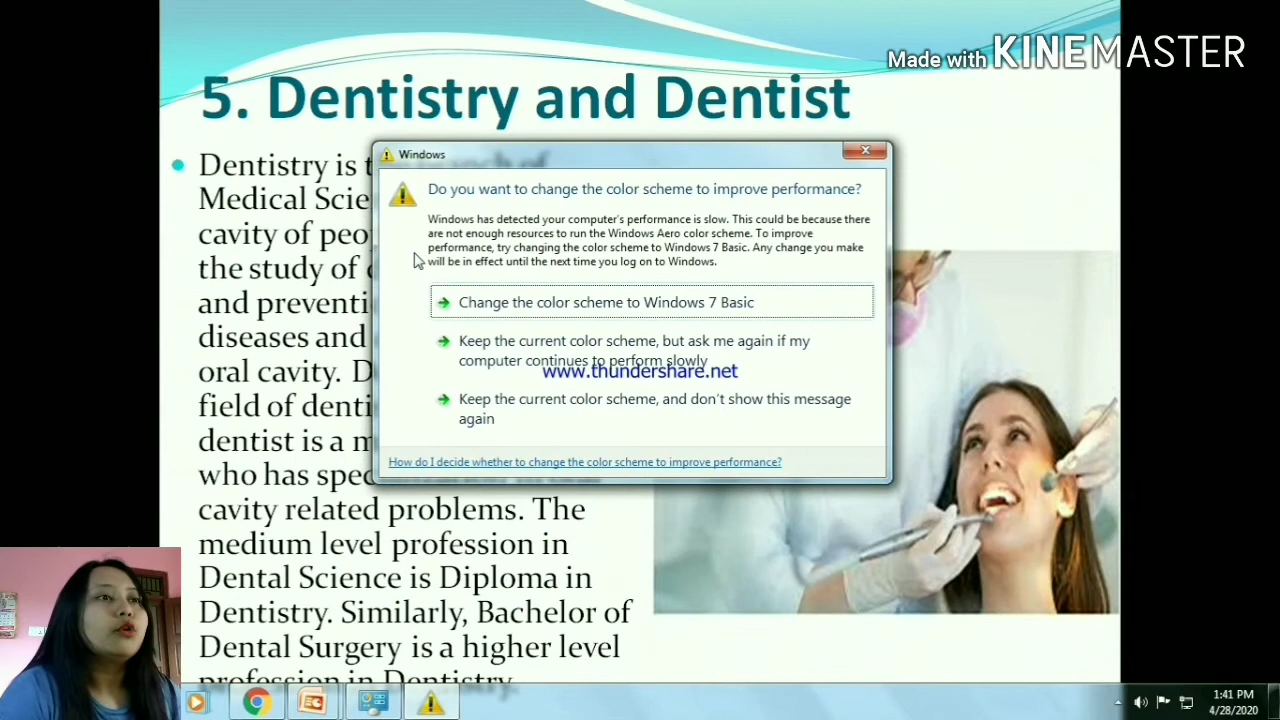 Made with KINEMASTER
5. Dentistry and Dentist
Dentistry is
Medical
cavity of
the study of
and
diseases and
oral cavity.
field of
dentist is a
who has
cavity related problems. The
medium level profession in
Dental Science is Diploma in
Dentistry. Similarly, Bachelor of
Dental Surgery is a higher level
profession in Dentistry.
Windows
Do you want to change the color scheme to improve performance?
Windows has detected your computer's performance is slow. This could be because there
are not enough resources to run the Windows Aero color scheme. To improve
performance, try changing the color scheme to Windows 7 Basic. Any change you make
will be in effect until the next time you log on to Windows.
Change the color scheme to Windows 7 Basic
Keep the current color scheme, but ask me again if my
computer continues to perform slowly
www.thundershare.net
Keep the current color scheme, and don't show this message
again
How do I decide whether to change the color scheme to improve performance?
1:41 PM
4/28/2020